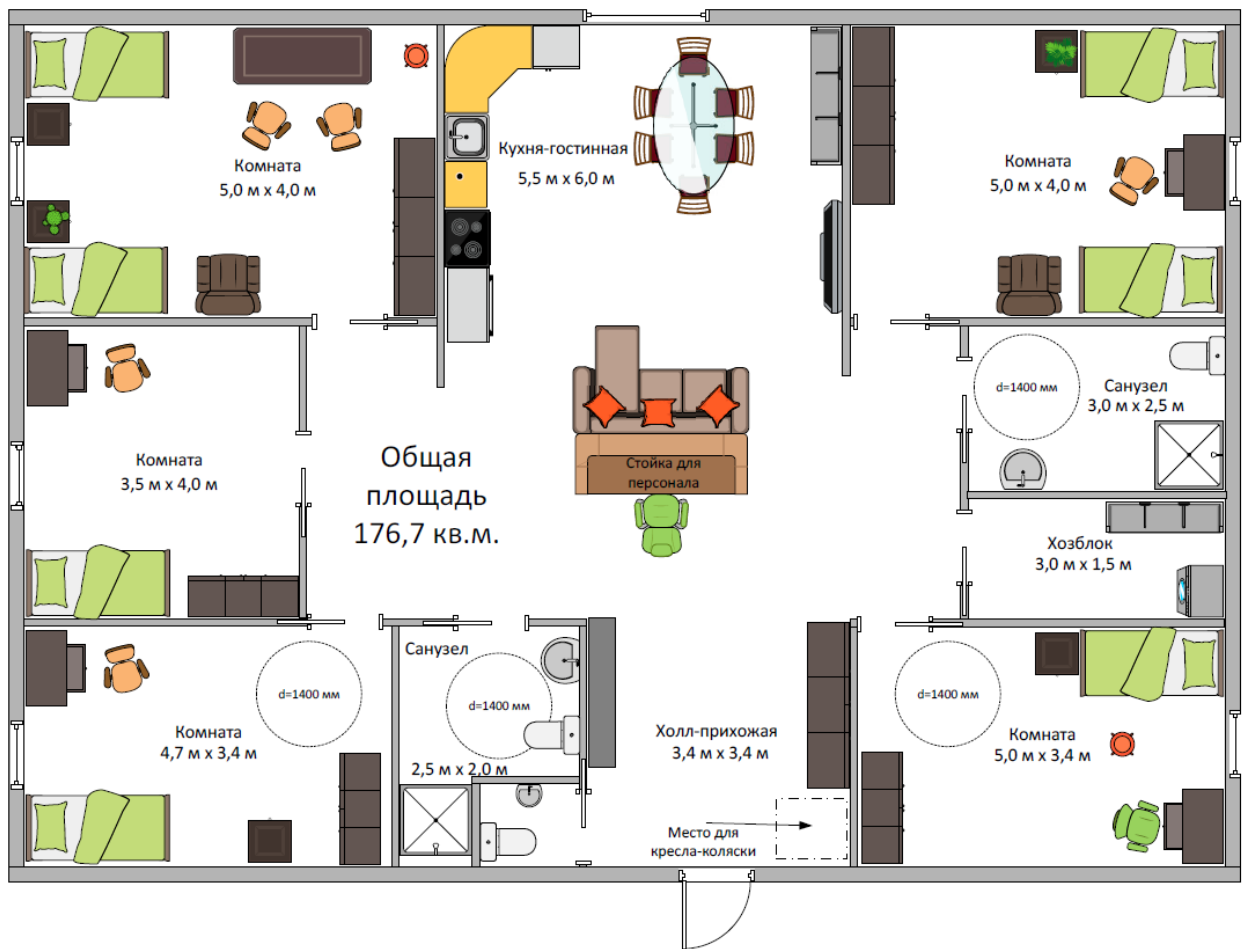 Комната
5,0 м х 4,0 м
Кухня-гостинная
5,5 м х 6,0 м
Комната
5,0 м х 4,0 м
d=1400 мм
Санузел
3,0 м х 2,5 м
Комната
3,5 м х 4,0 м
Общая
площадь
176,7 кв.м.
Стойка для
персонала
Хозблок
3,0 м х 1,5 м
Комната
4,7 м х 3,4 м
d=1400 мм
Санузел
d=1400 мм
2,5 м х 2,0 м
Холл-прихожая
3,4 м х 3,4 м
Место для
кресла-коляски
d=1400 мм
Комната
5,0 м х 3,4 м